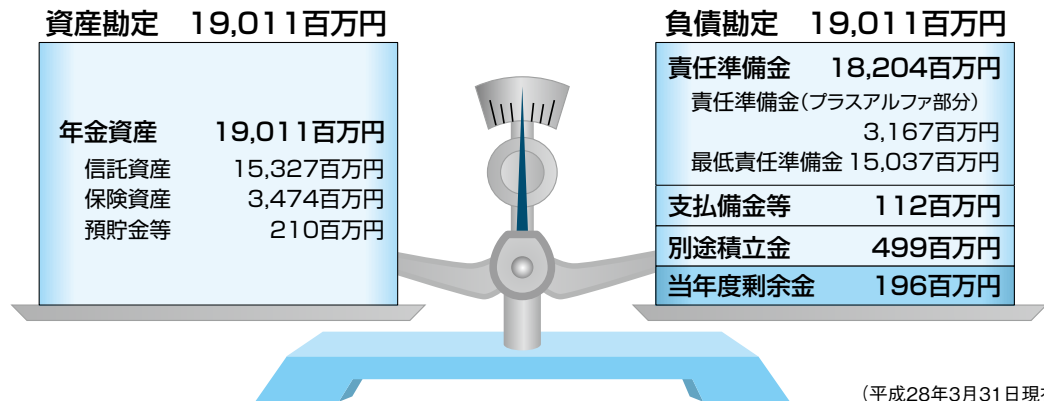 資産勘定 19,011百万円
年金資産 19,011百万円
信託資産 15,327百万円
保険資産 3,474百万円
預貯金等 210百万円
負債勘定 19,011百万円
責任準備金 18,204百万円
責任準備金(プラスアルファ部分)
3,167百万円
最低責任準備金 15,037百万円
支払備金等 112百万円
別途積立金 499百万円
当年度剰余金 196百万円
(平成28年3月31日現